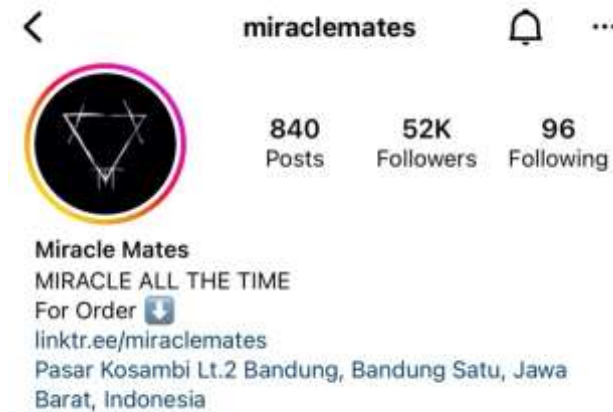 miraclemates
840 52K 96
Posts Followers Following
Miracle Mates
MIRACLE ALL THE TIME
For Order ⬇️
linktr.ee/miraclemates
Pasar Kosambi Lt.2 Bandung, Bandung Satu, Jawa
Barat, Indonesia